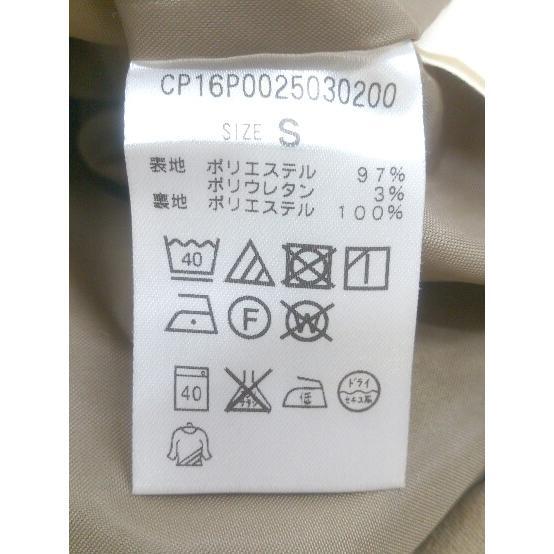 CP16P0025030200
SIZE S
表地 ポリエステル 97%
ポリウレタン 3%
裏地 ポリエステル 100%
40
F W
40 低 ドライ
セキユ系